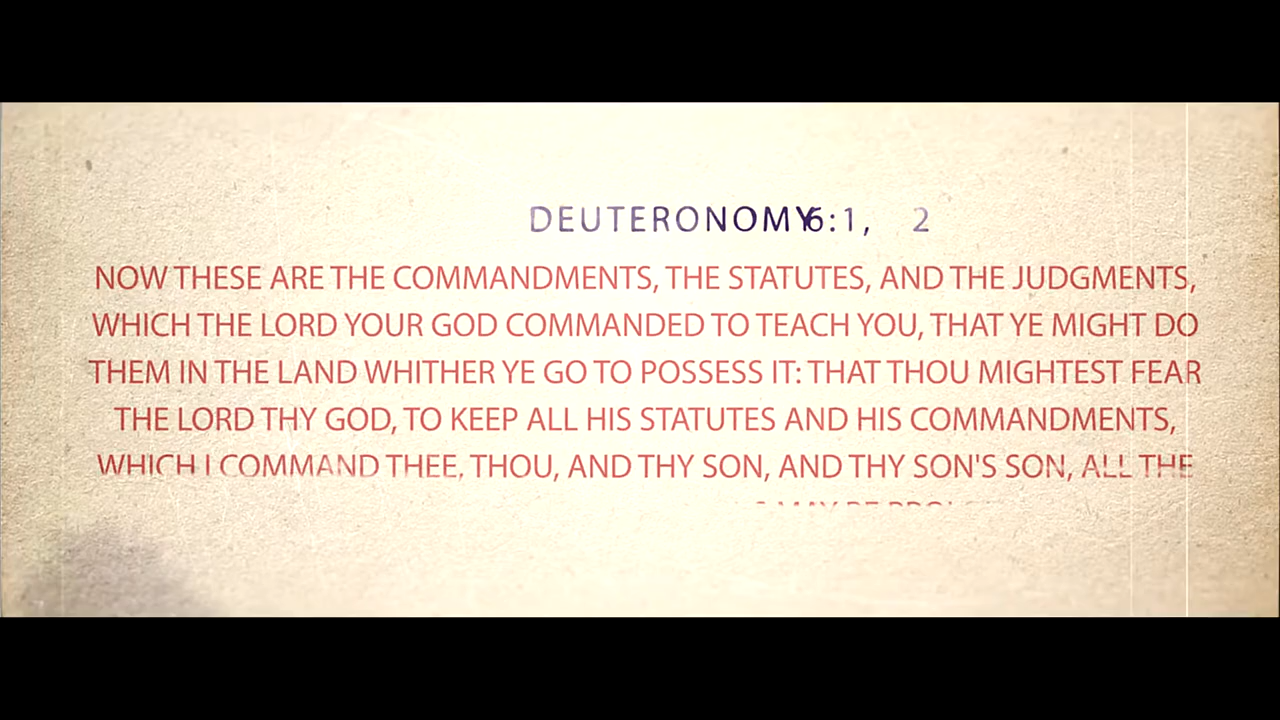 DEUTERONOMY 6:1, 2
NOW THESE ARE THE COMMANDMENTS, THE STATUTES, AND THE JUDGMENTS,
WHICH THE LORD YOUR GOD COMMANDED TO TEACH YOU, THAT YE MIGHT DO
THEM IN THE LAND WHITHER YE GO TO POSSESS IT: THAT THOU MIGHTEST FEAR
THE LORD THY GOD, TO KEEP ALL HIS STATUTES AND HIS COMMANDMENTS,
WHICH I COMMAND THEE, THOU, AND THY SON, AND THY SON'S SON, ALL THE
MAY BE